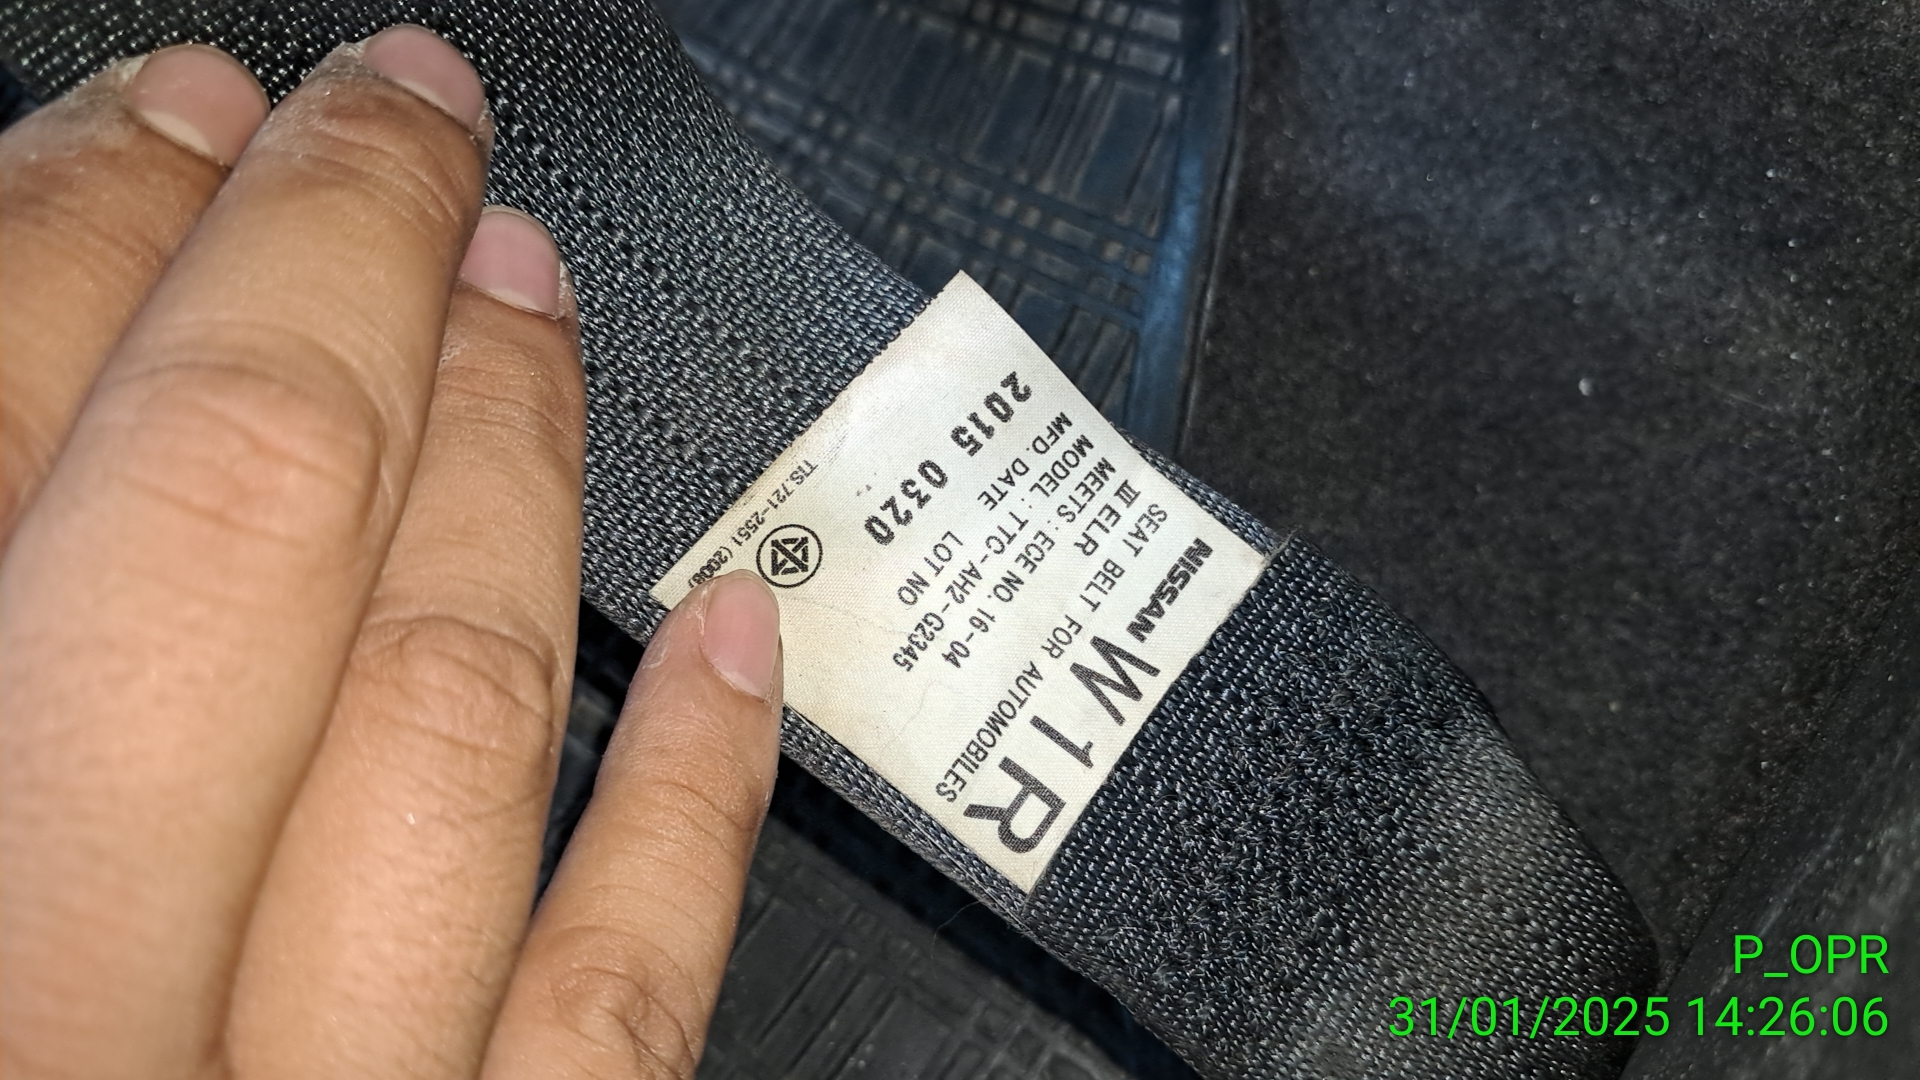 NISSAN W1R
SEAT BELT FOR AUTOMOBILES
Ⅲ ELR
MEETS : ECE NO. 16-04
MODEL : TTC-AH2-G2345
MFD. DATE LOT NO
2015 0320
TIS.721-2551 (2008)
P_OPR
31/01/2025 14:26:06